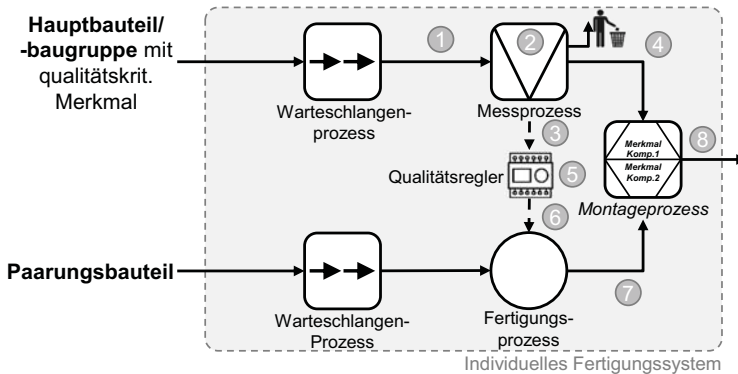 Hauptbauteil/
-baugruppe mit
qualitätskrit.
Merkmal
Warteschlangen-
prozess
1
2
Messprozess
3
4
Qualitätsregler
5
6
Merkmal
Komp.1
Merkmal
Komp.2
Montageprozess
8
Paarungsbauteil
Warteschlangen-
Prozess
Fertigungs-
prozess
7
Individuelles Fertigungssystem